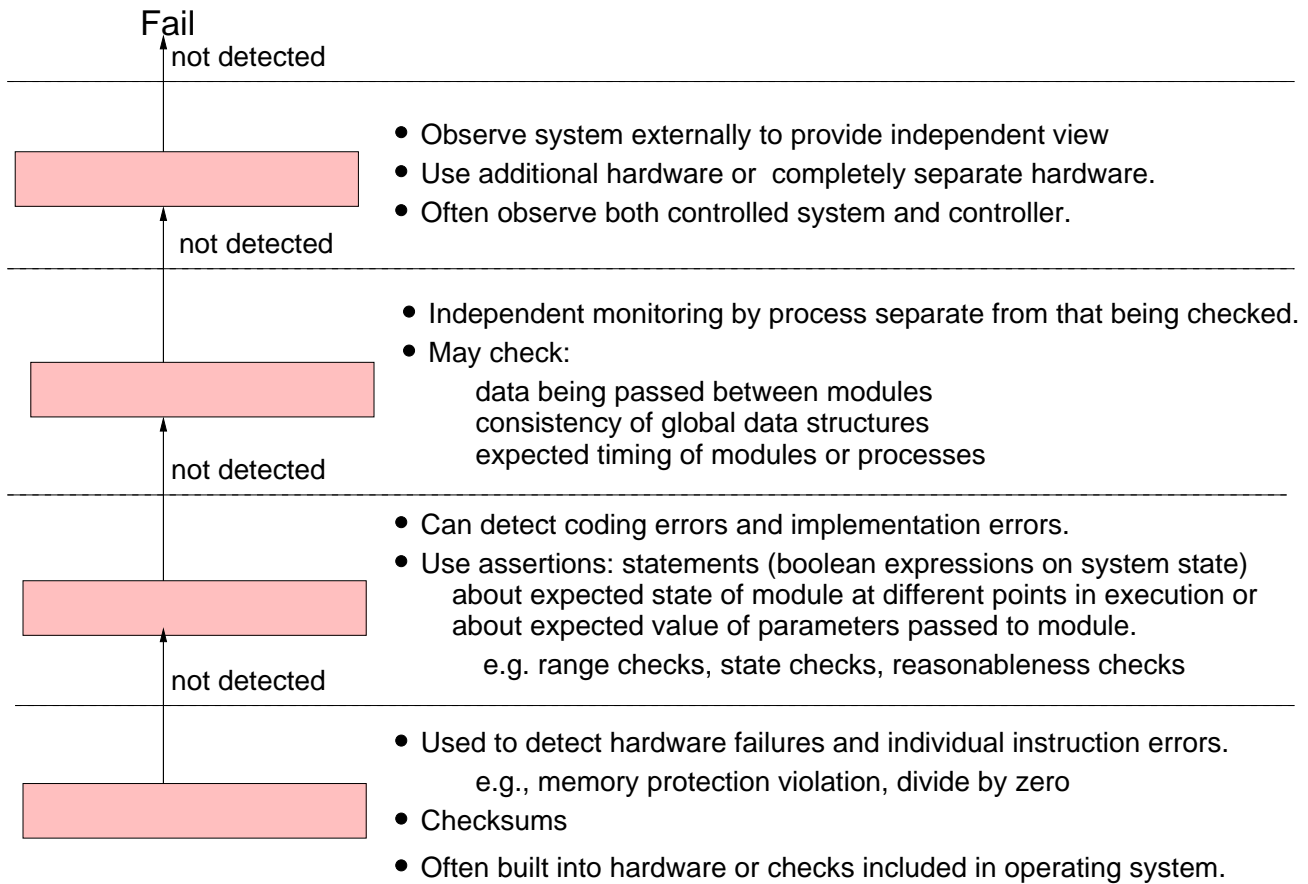 Fail
not detected
• Observe system externally to provide independent view
• Use additional hardware or completely separate hardware.
• Often observe both controlled system and controller.
not detected
• Independent monitoring by process separate from that being checked.
• May check:
data being passed between modules
consistency of global data structures
expected timing of modules or processes
not detected
• Can detect coding errors and implementation errors.
• Use assertions: statements (boolean expressions on system state)
about expected state of module at different points in execution or
about expected value of parameters passed to module.
e.g. range checks, state checks, reasonableness checks
not detected
• Used to detect hardware failures and individual instruction errors.
e.g., memory protection violation, divide by zero
• Checksums
• Often built into hardware or checks included in operating system.